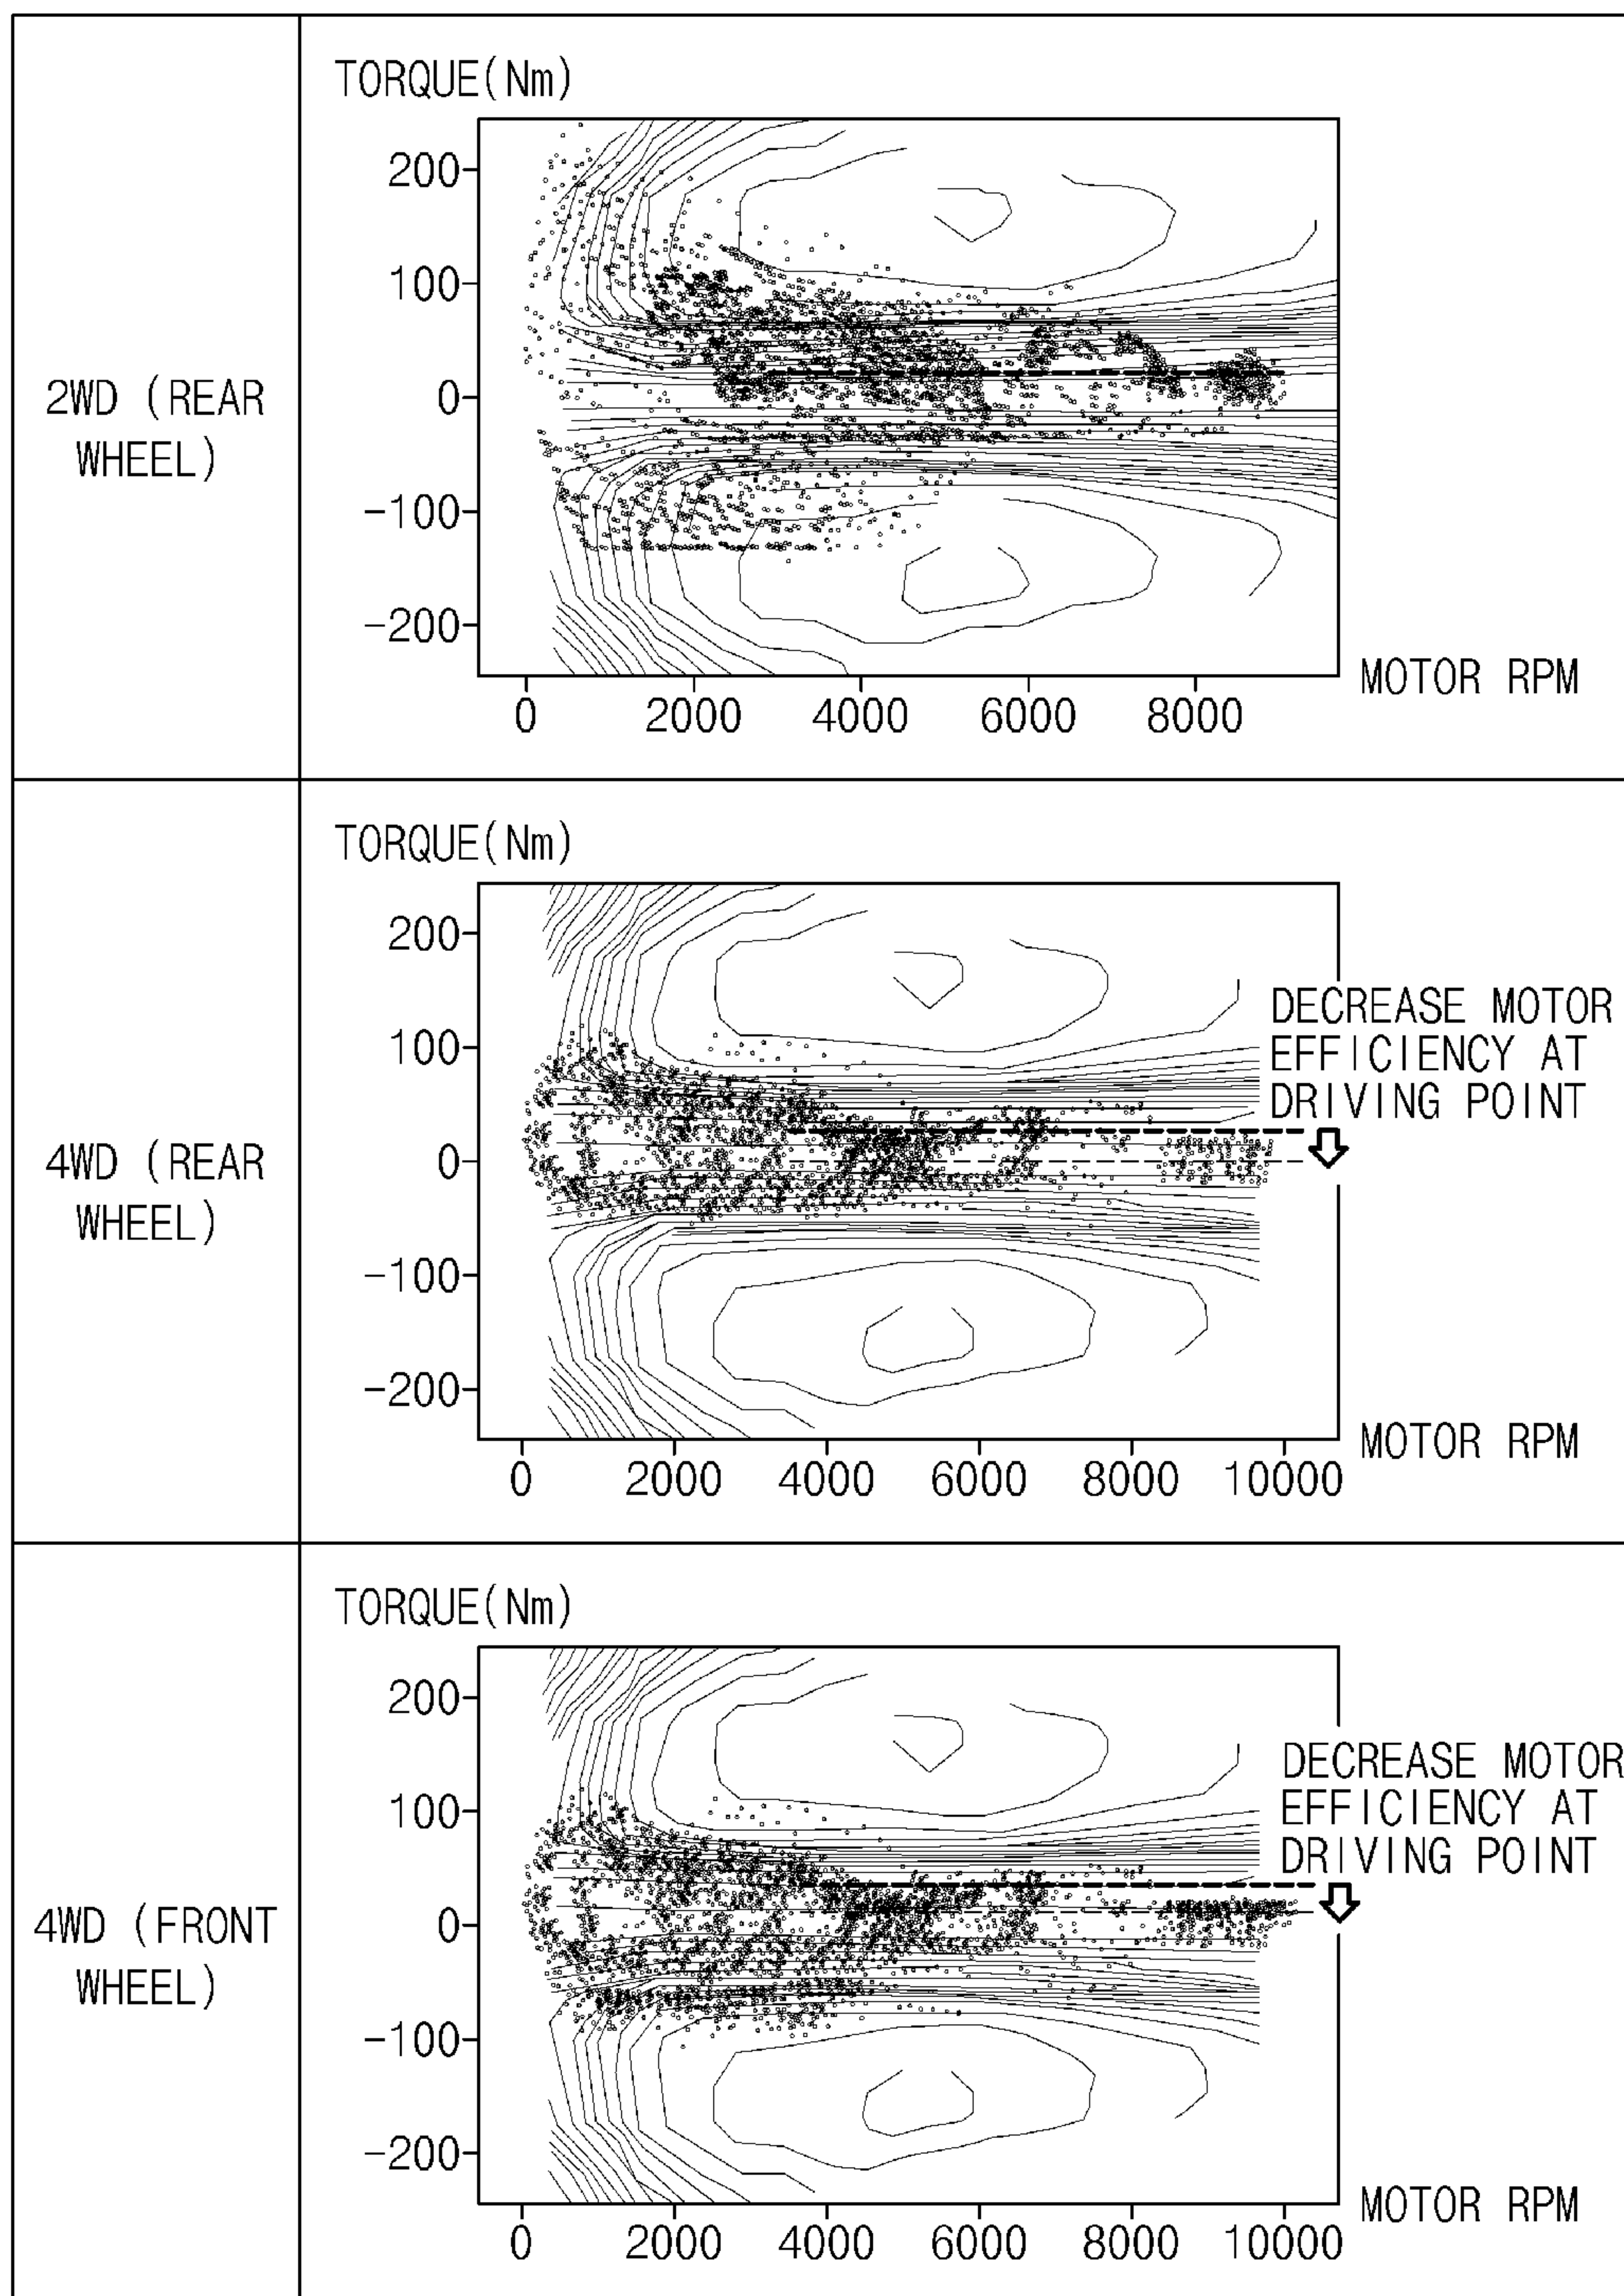 TORQUE(Nm)
200
100
0
-100
-200
0 2000 4000 6000 8000
MOTOR RPM
2WD (REAR
WHEEL)
TORQUE(Nm)
200
100
0
-100
-200
0 2000 4000 6000 8000 10000
MOTOR RPM
DECREASE MOTOR
EFFICIENCY AT
DRIVING POINT
4WD (REAR
WHEEL)
TORQUE(Nm)
200
100
0
-100
-200
0 2000 4000 6000 8000 10000
MOTOR RPM
DECREASE MOTOR
EFFICIENCY AT
DRIVING POINT
4WD (FRONT
WHEEL)